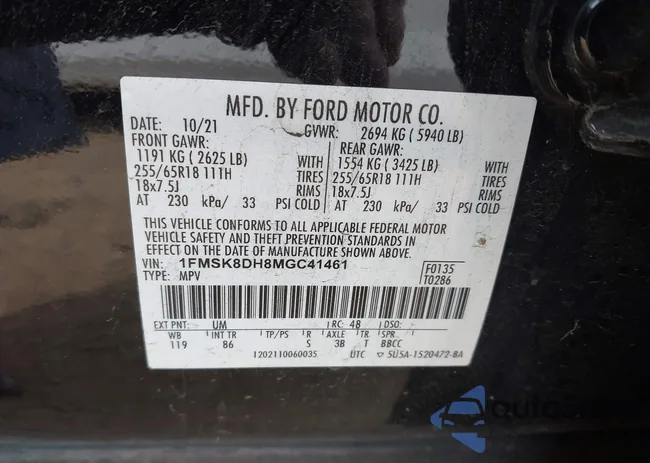 MFD. BY FORD MOTOR CO.
DATE: 10/21 GVWR: 2694 KG ( 5940 LB)
FRONT GAWR: REAR GAWR:
1191 KG ( 2625 LB) WITH 1554 KG ( 3425 LB) WITH
255/65R18 111H TIRES 255/65R18 111H TIRES
18x7.5J RIMS 18x7.5J RIMS
AT 230 kPa/ 33 PSI COLD AT 230 kPa/ 33 PSI COLD
THIS VEHICLE CONFORMS TO ALL APPLICABLE FEDERAL MOTOR
VEHICLE SAFETY AND THEFT PREVENTION STANDARDS IN
EFFECT ON THE DATE OF MANUFACTURE SHOWN ABOVE.
VIN: 1FMSK8DH8MGC41461 F0135
TYPE: MPV T0286
EXT PNT: UM RC: 48 DSO:
WB INT TR TP/PS R AXLE TR SPR
119 86 S 3B T BBCC
1202110060035 UTC 5U5A-1520472-BA